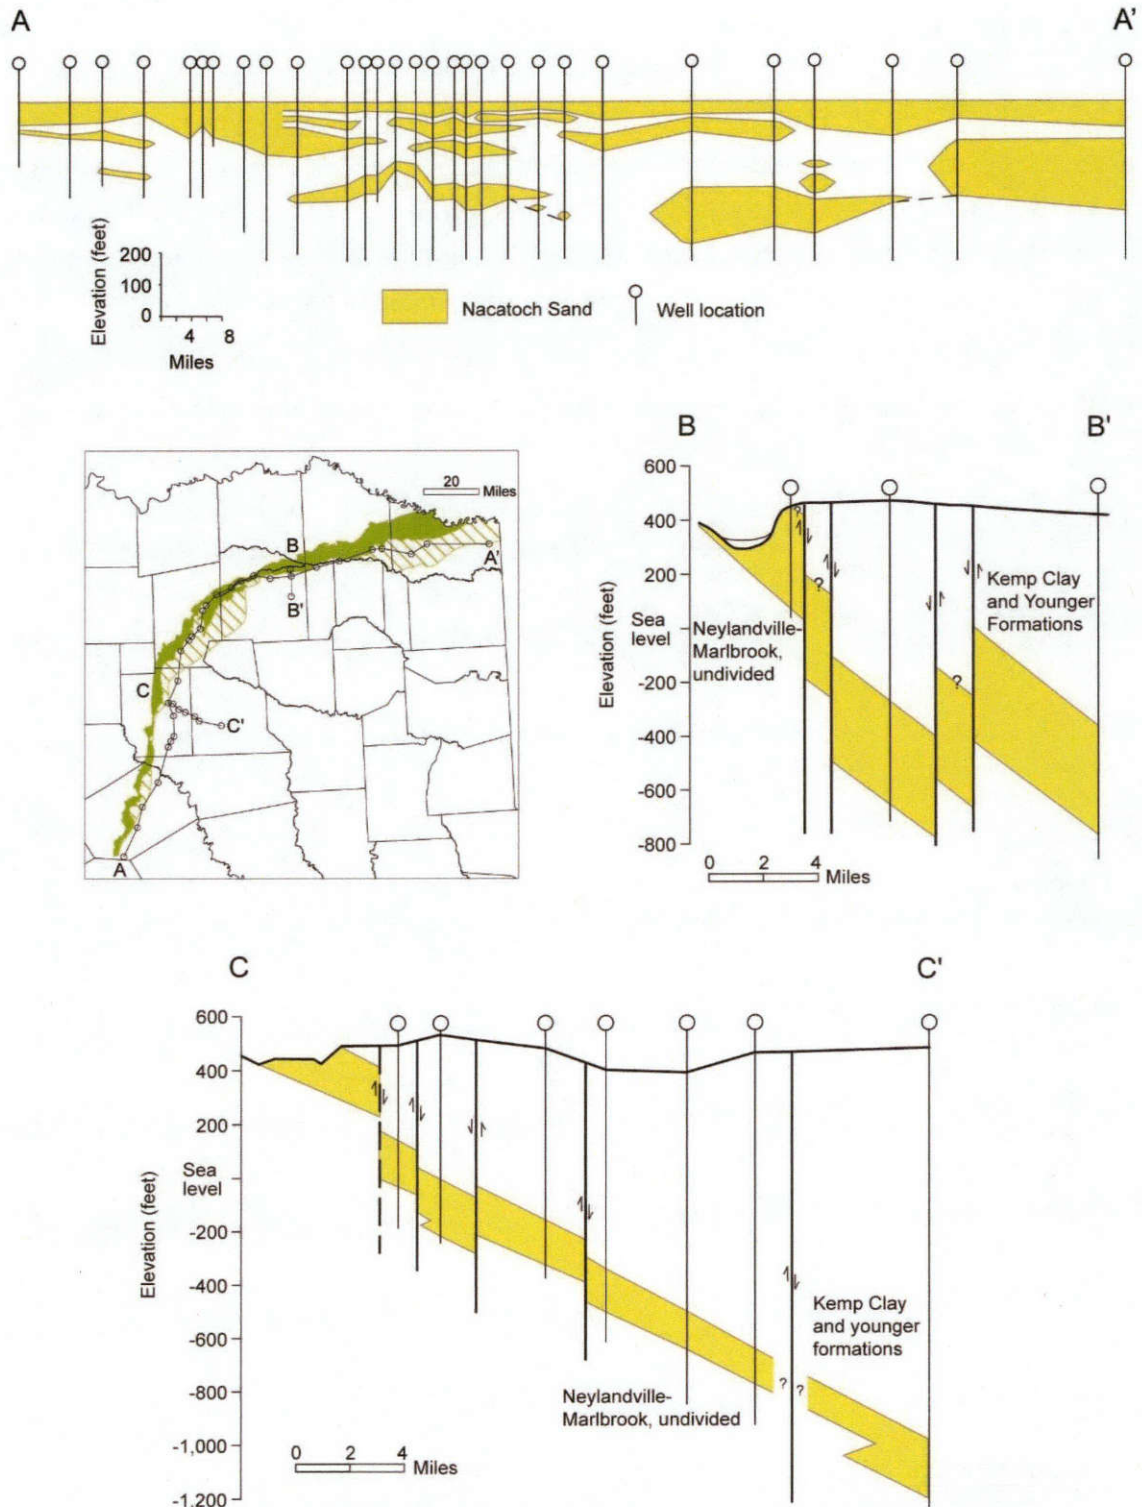 A A'
Elevation (feet)
200
100
0
4 8
Miles
Nacatoch Sand
Well location
20 Miles
B
A'
B'
C
C'
A
B B'
Elevation (feet)
600
400
200
Sea level
-200
-400
-600
-800
?
?
?
Neylandville-
Marlbrook,
undivided
Kemp Clay
and Younger
Formations
0 2 4 Miles
C C'
Elevation (feet)
600
400
200
Sea level
-200
-400
-600
-800
-1,000
-1,200
? ?
Kemp Clay
and younger
formations
Neylandville-
Marlbrook, undivided
0 2 4 Miles